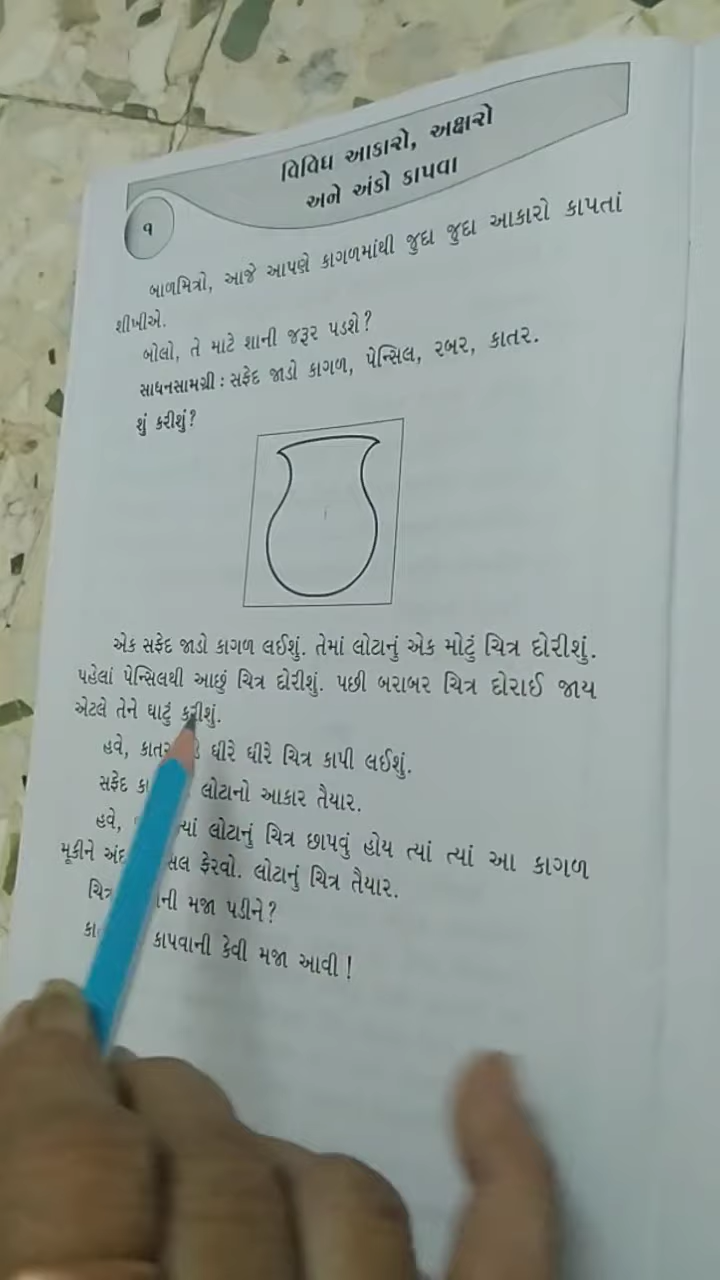 વિવિધ આકારો, અક્ષરો
અને અંકો કાપવા
૧
બાળમિત્રો, આજે આપણે કાગળમાંથી જુદા જુદા આકારો કાપતાં
શીખીએ.
બોલો, તે માટે શાની જરૂર પડશે?
સાધનસામગ્રી : સફેદ જાડો કાગળ, પેન્સિલ, રબર, કાતર.
શું કરીશું?
એક સફેદ જાડો કાગળ લઈશું. તેમાં લોટાનું એક મોટું ચિત્ર દોરીશું.
પહેલાં પેન્સિલથી આછું ચિત્ર દોરીશું. પછી બરાબર ચિત્ર દોરાઈ જાય
એટલે તેને ઘાટું કરીશું.
હવે, ધીરે ધીરે ચિત્ર કાપી લઈશું.
સફેદ લોટાનો આકાર તૈયાર.
હવે, લોટાનું ચિત્ર છાપવું હોય ત્યાં ત્યાં આ કાગળ
મૂકીને ફેરવો. લોટાનું ચિત્ર તૈયાર.
મજા પડીને?
કાપવાની કેવી મજા આવી !